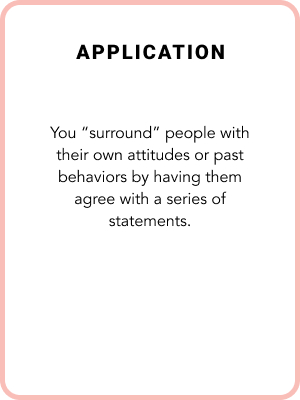 APPLICATION
You “surround” people with
their own attitudes or past
behaviors by having them
agree with a series of
statements.